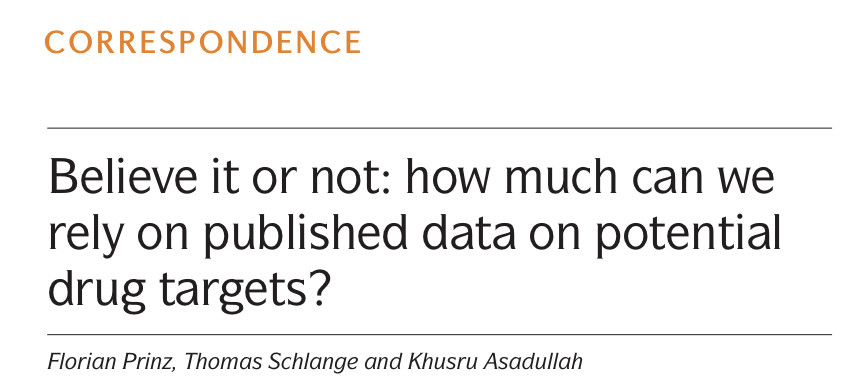 CORRESPONDENCE
Believe it or not: how much can we
rely on published data on potential
drug targets?
Florian Prinz, Thomas Schlange and Khusru Asadullah